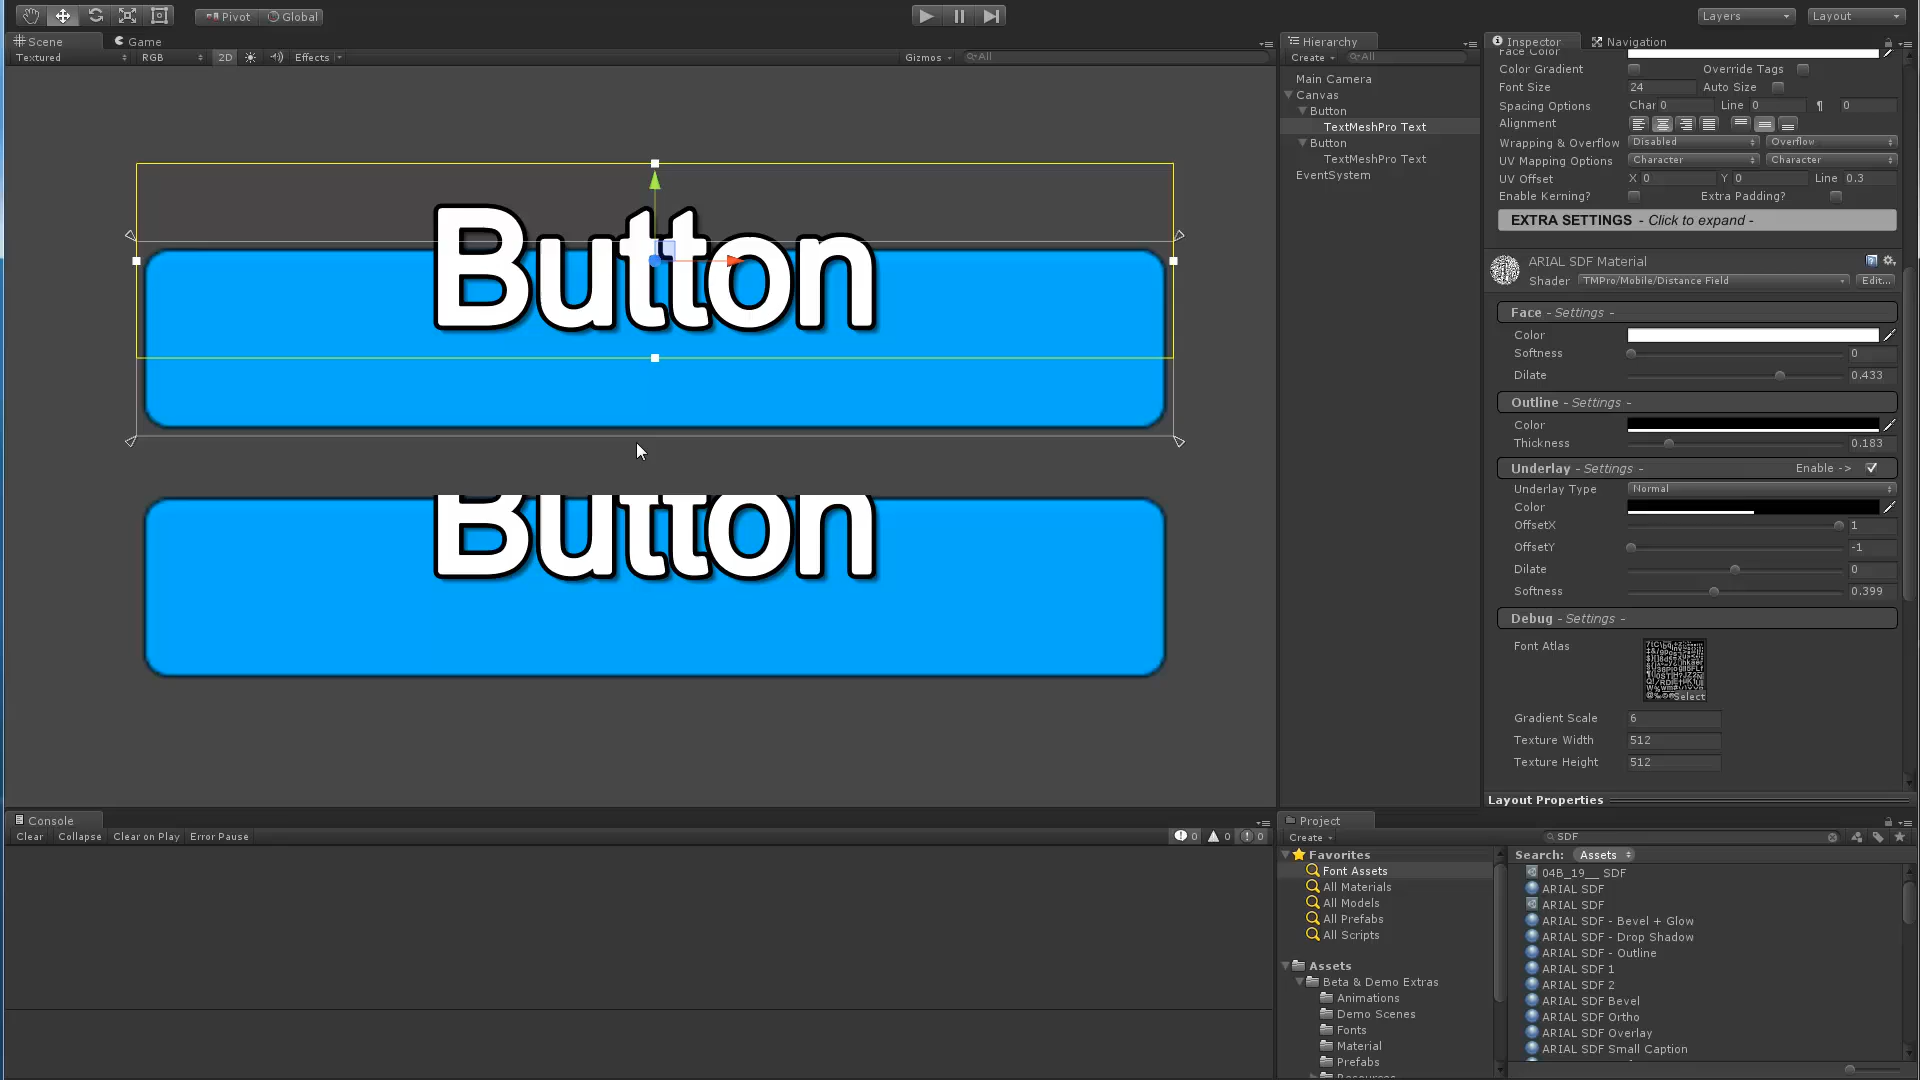 Pivot Global Layers Layout
Scene Game
Textured RGB 2D Effects Gizmos All
Button
Button
Hierarchy
Create All
Main Camera
Canvas
Button
TextMeshPro Text
Button
TextMeshPro Text
EventSystem
Inspector Navigation
Face Color
Color Gradient Override Tags
Font Size 24 Auto Size
Spacing Options Char 0 Line 0 ¶ 0
Alignment
Wrapping & Overflow Disabled Overflow
UV Mapping Options Character Character
UV Offset X 0 Y 0 Line 0.3
Enable Kerning? Extra Padding?
EXTRA SETTINGS - Click to expand -
ARIAL SDF Material
Shader TMPro/Mobile/Distance Field Edit...
Face - Settings -
Color
Softness 0
Dilate 0.433
Outline - Settings -
Color
Thickness 0.183
Underlay - Settings - Enable ->
Underlay Type Normal
Color
OffsetX 1
OffsetY -1
Dilate 0
Softness 0.399
Debug - Settings -
Font Atlas
Select
Gradient Scale 6
Texture Width 512
Texture Height 512
Layout Properties
Console
Clear Collapse Clear on Play Error Pause 0 0 0
Project
Create SDF
Favorites
Font Assets
All Materials
All Models
All Prefabs
All Scripts
Assets
Beta & Demo Extras
Animations
Demo Scenes
Fonts
Material
Prefabs
Resources
Search: Assets
04B_19__ SDF
ARIAL SDF
ARIAL SDF
ARIAL SDF - Bevel + Glow
ARIAL SDF - Drop Shadow
ARIAL SDF - Outline
ARIAL SDF 1
ARIAL SDF 2
ARIAL SDF Bevel
ARIAL SDF Ortho
ARIAL SDF Overlay
ARIAL SDF Small Caption